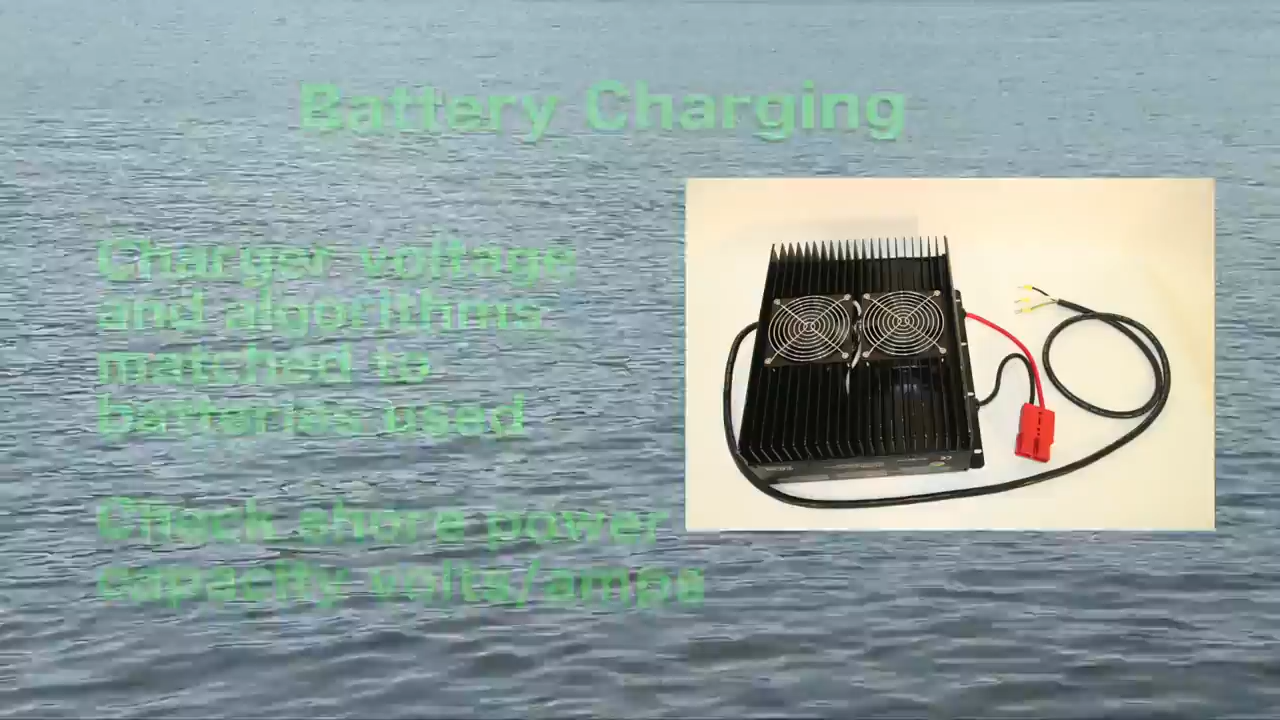 Battery Charging
Charger voltage
and algorithms
matched to
batteries used
Check shore power
capacity volts/amps